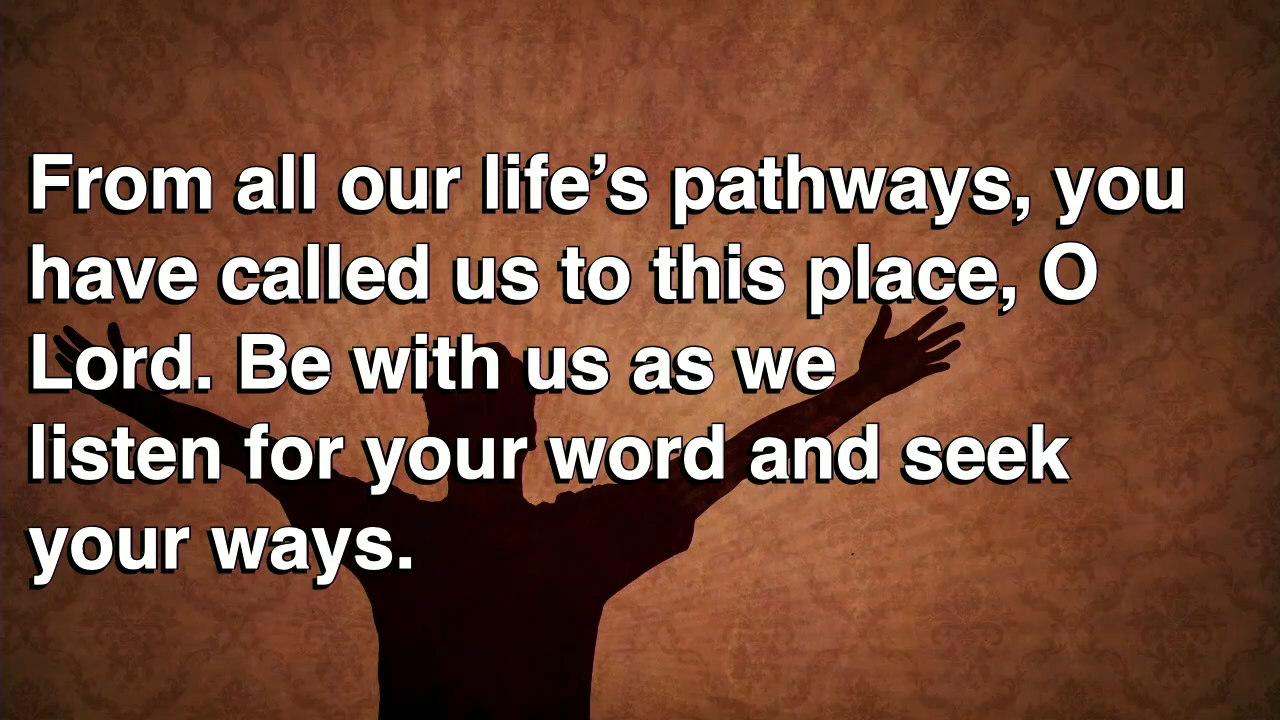 From all our life’s pathways, you
have called us to this place, O
Lord. Be with us as we
listen for your word and seek
your ways.